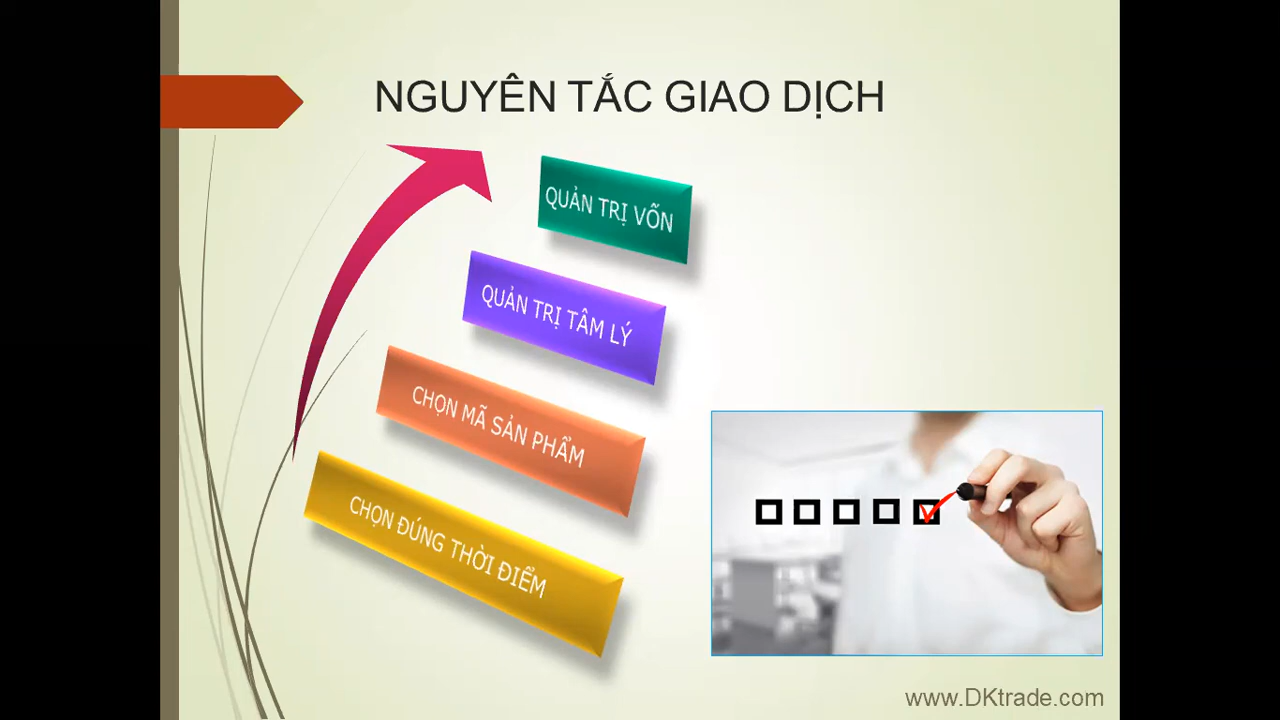 NGUYÊN TẮC GIAO DỊCH
QUẢN TRỊ VỐN
QUẢN TRỊ TÂM LÝ
CHỌN MÃ SẢN PHẨM
CHỌN ĐÚNG THỜI ĐIỂM
www.DKtrade.com